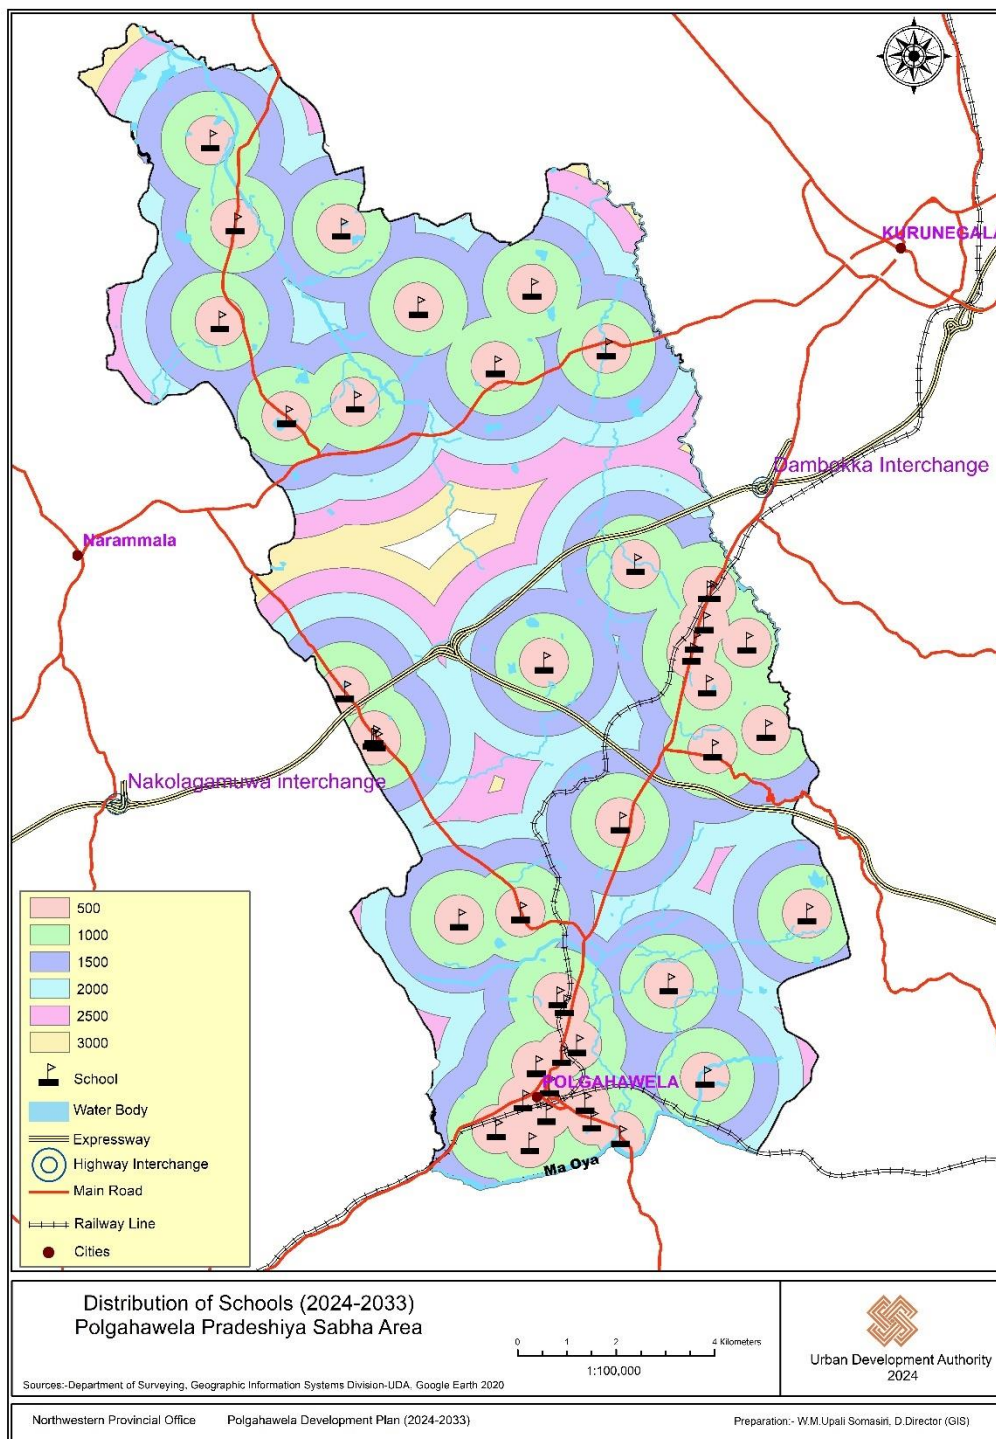 KURUNEGALA
Dambokka Interchange
Narammala
Nakolagamuwa interchange
POLGAHAWELA
Ma Oya
500
1000
1500
2000
2500
3000
School
Water Body
Expressway
Highway Interchange
Main Road
Railway Line
Cities
Distribution of Schools (2024-2033)
Polgahawela Pradeshiya Sabha Area
0 1 2 4 Kilometers
1:100,000
Sources:-Department of Surveying, Geographic Information Systems Division-UDA, Google Earth 2020
Urban Development Authority
2024
Northwestern Provincial Office Polgahawela Development Plan (2024-2033) Preparation:- W.M.Upali Somasiri, D.Director (GIS)